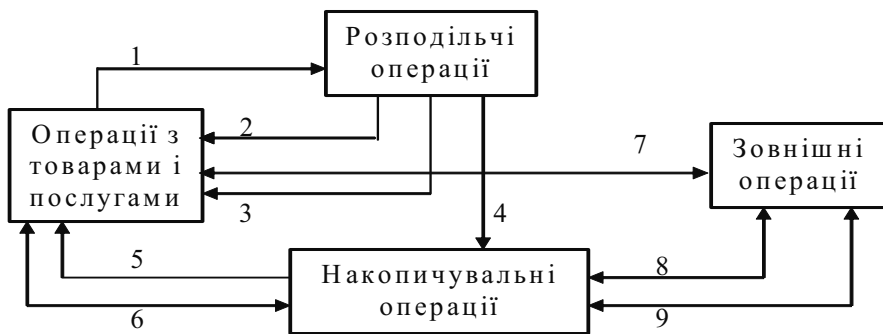 Розподільчі
операції
1
Операції з
товарами і
послугами
2
7
Зовнішні
операції
3
4
5
Накопичувальні
операції
8
6
9